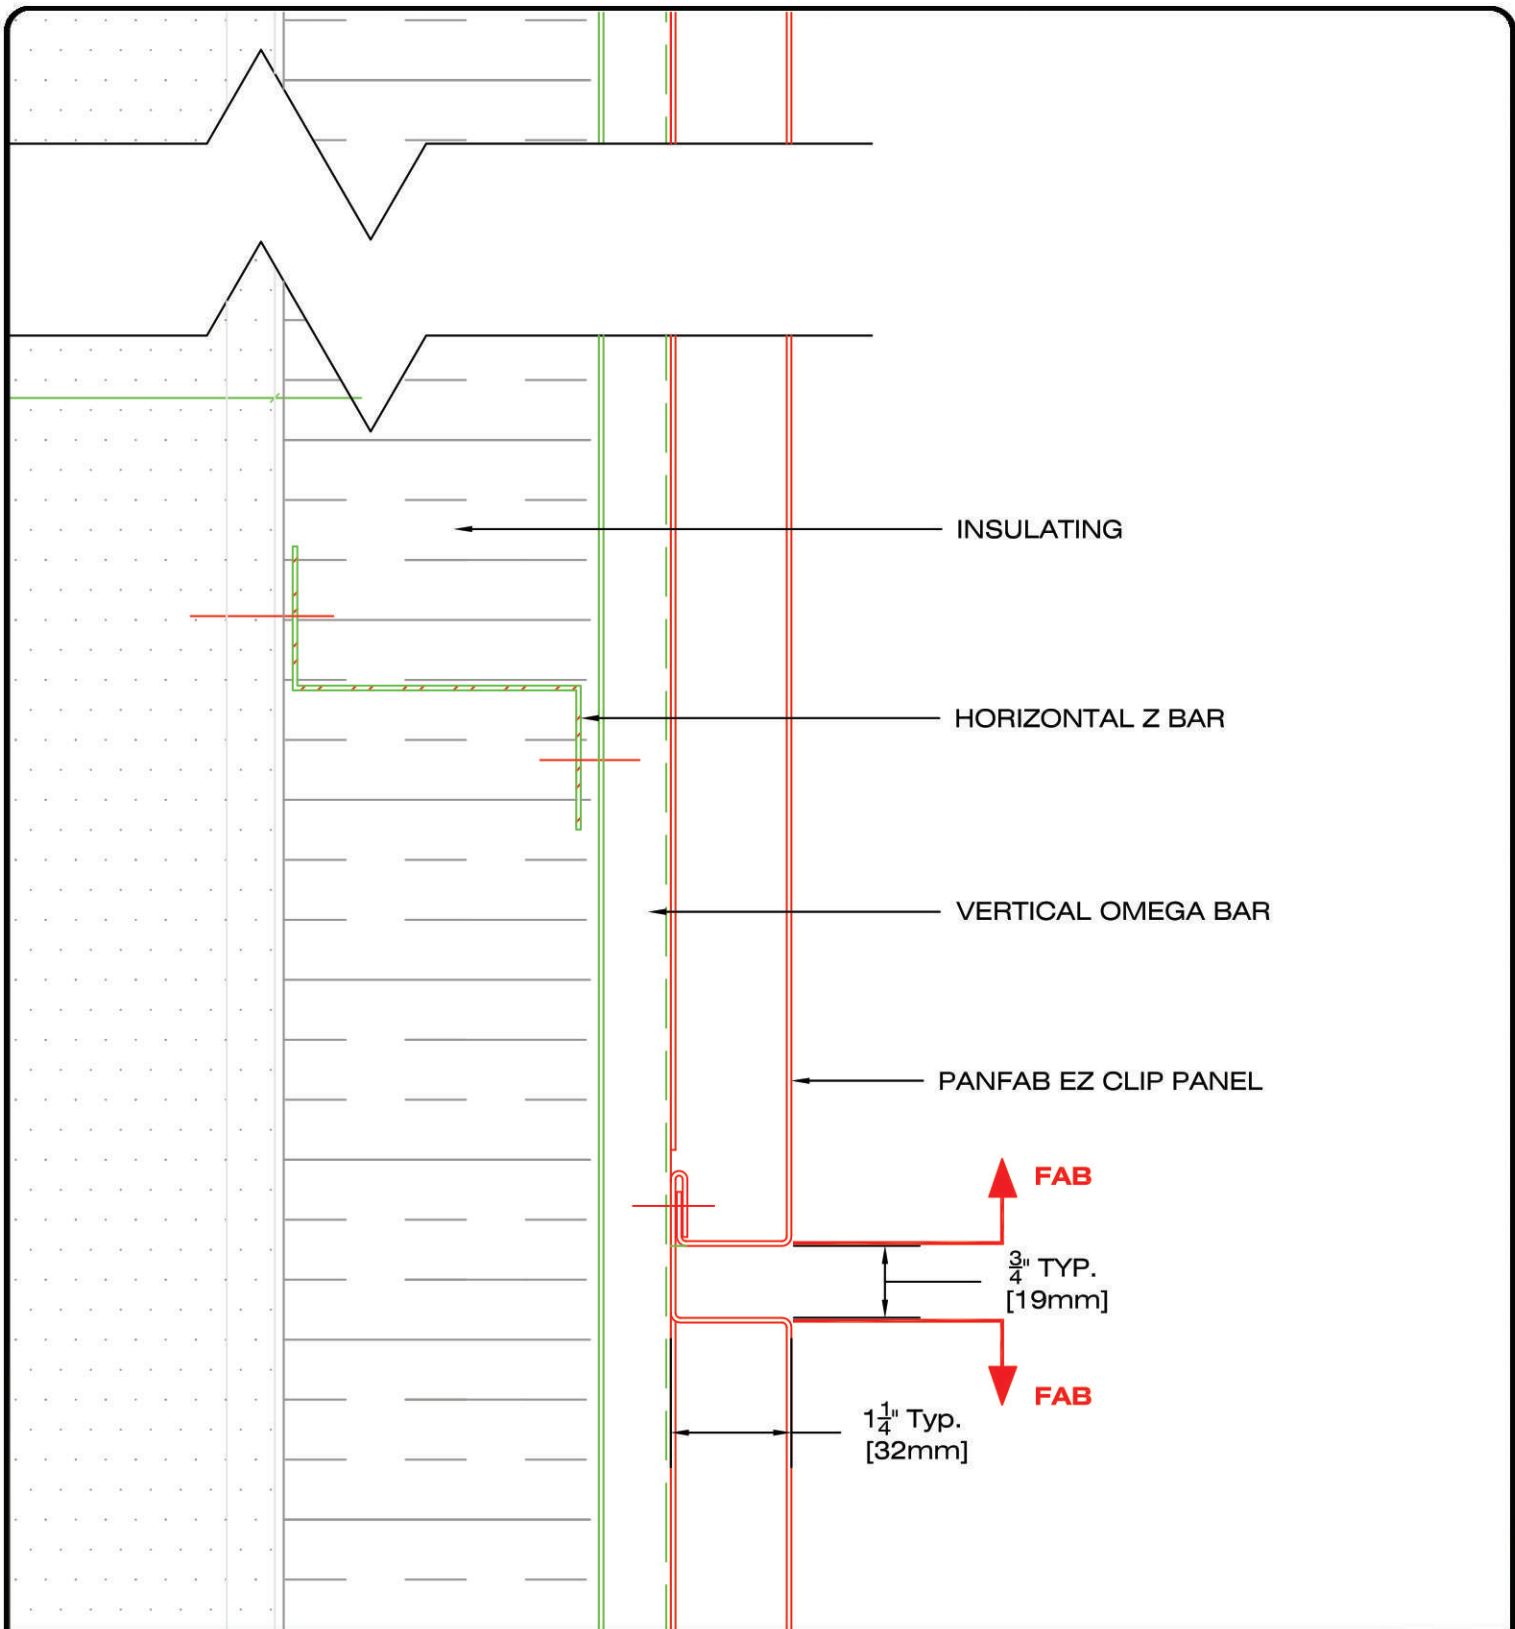 INSULATING
HORIZONTAL Z BAR
VERTICAL OMEGA BAR
PANFAB EZ CLIP PANEL
FAB
3/4" TYP.
[19mm]
FAB
1 1/4" Typ.
[32mm]